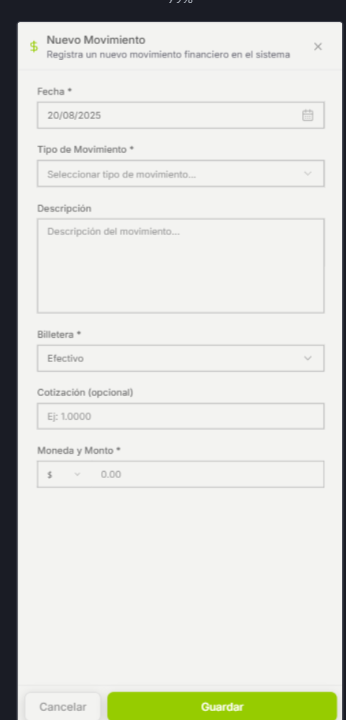 79%
$
Nuevo Movimiento
Registra un nuevo movimiento financiero en el sistema
Fecha *
20/08/2025
Tipo de Movimiento *
Seleccionar tipo de movimiento...
Descripción
Descripción del movimiento...
Billetera *
Efectivo
Cotización (opcional)
Ej: 1.0000
Moneda y Monto *
$ 0.00
Cancelar Guardar